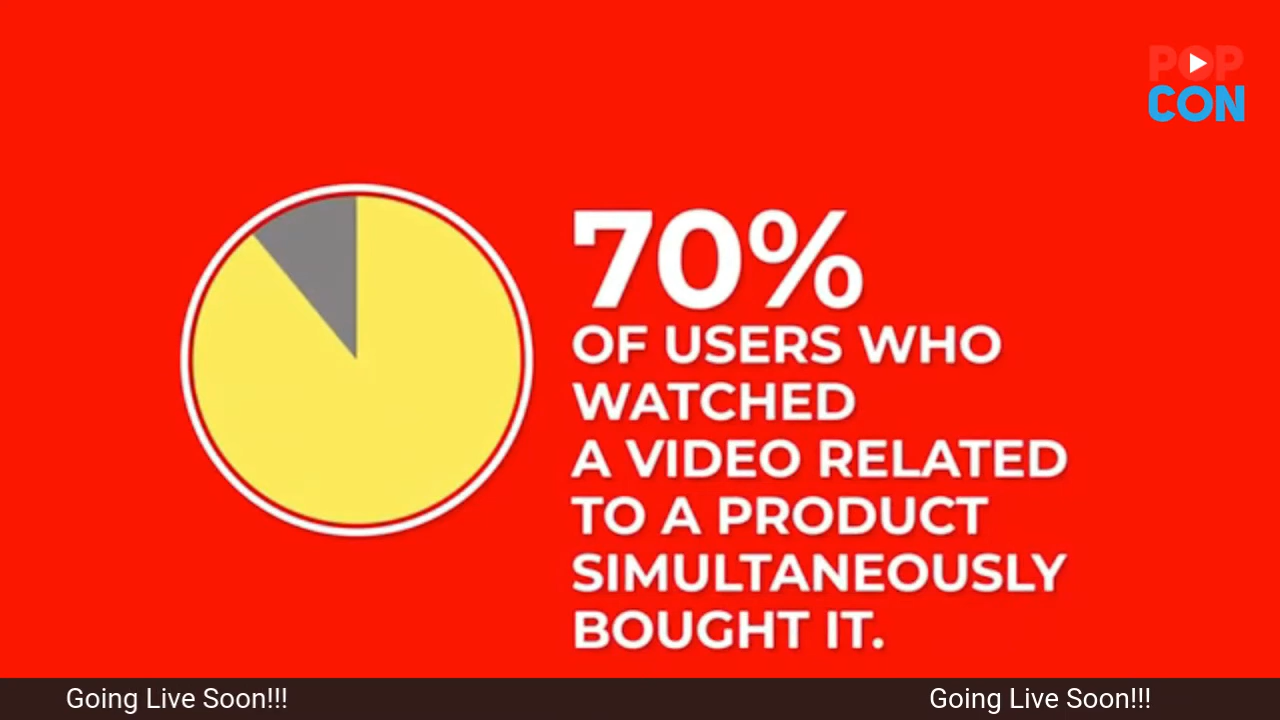 POP
CON
70%
OF USERS WHO
WATCHED
A VIDEO RELATED
TO A PRODUCT
SIMULTANEOUSLY
BOUGHT IT.
Going Live Soon!!!
Going Live Soon!!!